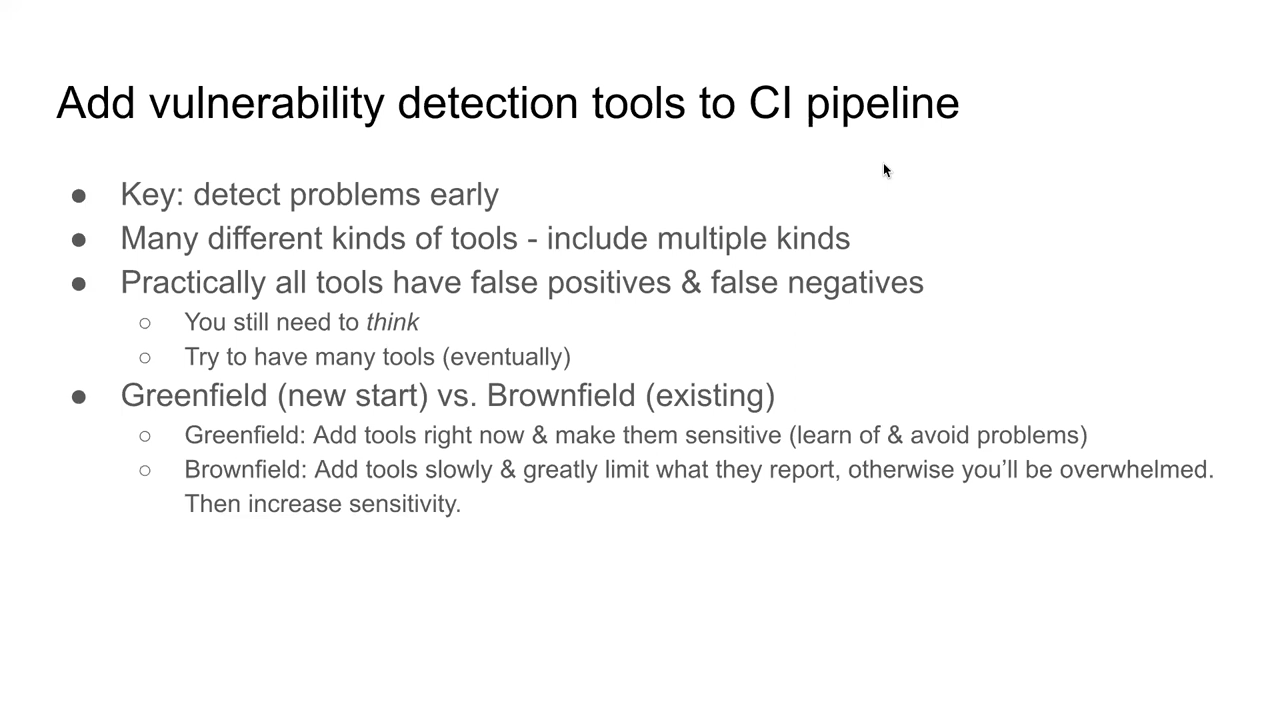 Add vulnerability detection tools to CI pipeline
● Key: detect problems early
● Many different kinds of tools - include multiple kinds
● Practically all tools have false positives & false negatives
○ You still need to think
○ Try to have many tools (eventually)
● Greenfield (new start) vs. Brownfield (existing)
○ Greenfield: Add tools right now & make them sensitive (learn of & avoid problems)
○ Brownfield: Add tools slowly & greatly limit what they report, otherwise you’ll be overwhelmed.
Then increase sensitivity.